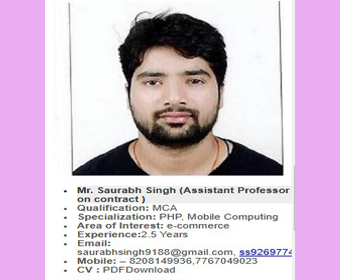 Mr. Saurabh Singh (Assistant Professor
on contract )
Qualification: MCA
Specialization: PHP, Mobile Computing
Area of Interest: e-commerce
Experience:2.5 Years
Email:
saurabhsingh9188@gmail.com, ss9269774
Mobile: – 8208149936,7767049023
CV : PDFDownload